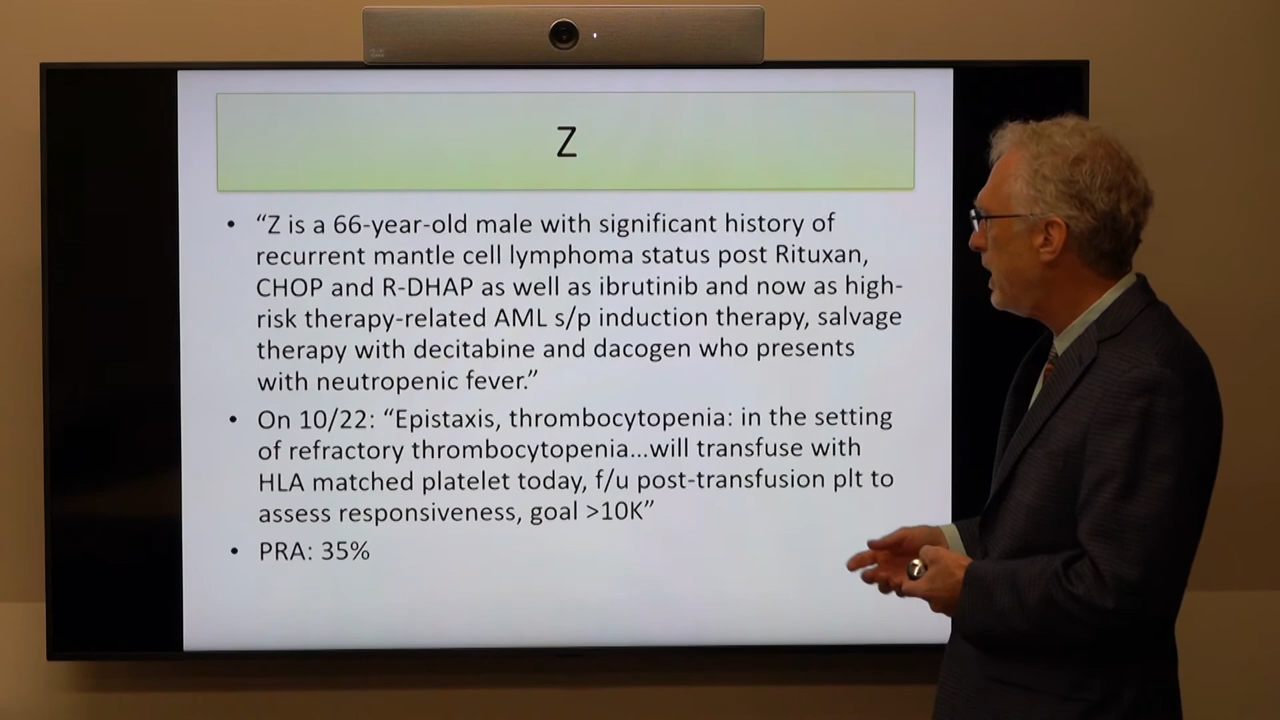 Z
• “Z is a 66-year-old male with significant history of
recurrent mantle cell lymphoma status post Rituxan,
CHOP and R-DHAP as well as ibrutinib and now as high-
risk therapy-related AML s/p induction therapy, salvage
therapy with decitabine and dacogen who presents
with neutropenic fever.”
• On 10/22: “Epistaxis, thrombocytopenia: in the setting
of refractory thrombocytopenia...will transfuse with
HLA matched platelet today, f/u post-transfusion plt to
assess responsiveness, goal >10K”
• PRA: 35%